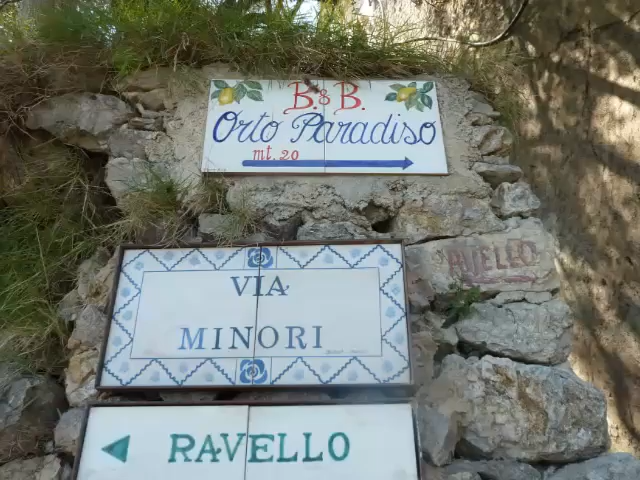 B. & B.
Orto Paradiso
mt. 20
VIA
MINORI
RAVELLO